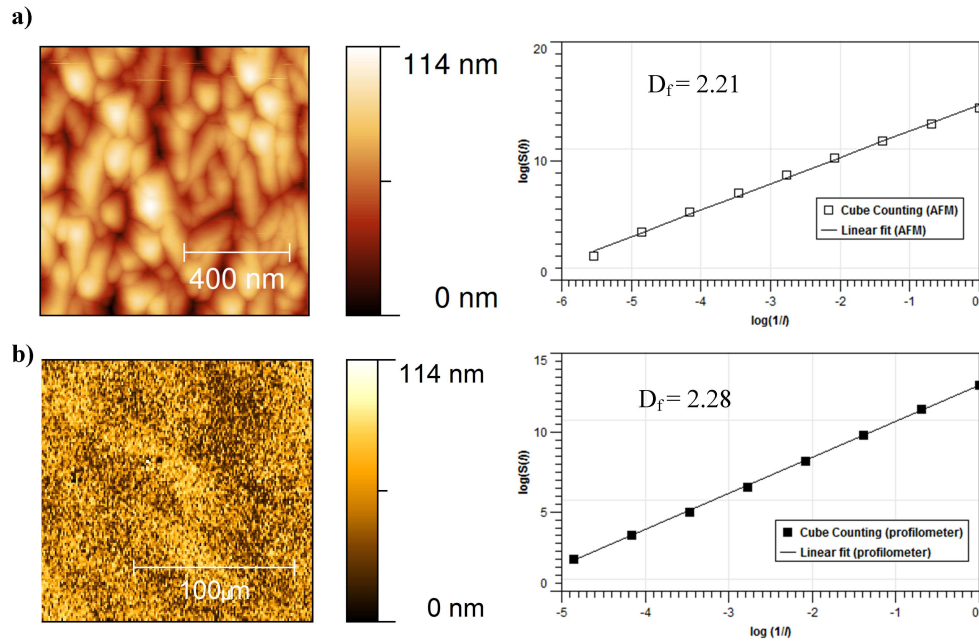 a)
114 nm
400 nm
0 nm
20
10
0
log(S(l))
D_f = 2.21
Cube Counting (AFM)
Linear fit (AFM)
-6 -5 -4 -3 -2 -1 0
log(1/l)
b)
114 nm
100µm
0 nm
15
10
5
0
log(S(l))
D_f = 2.28
Cube Counting (profilometer)
Linear fit (profilometer)
-5 -4 -3 -2 -1 0
log (1/l)